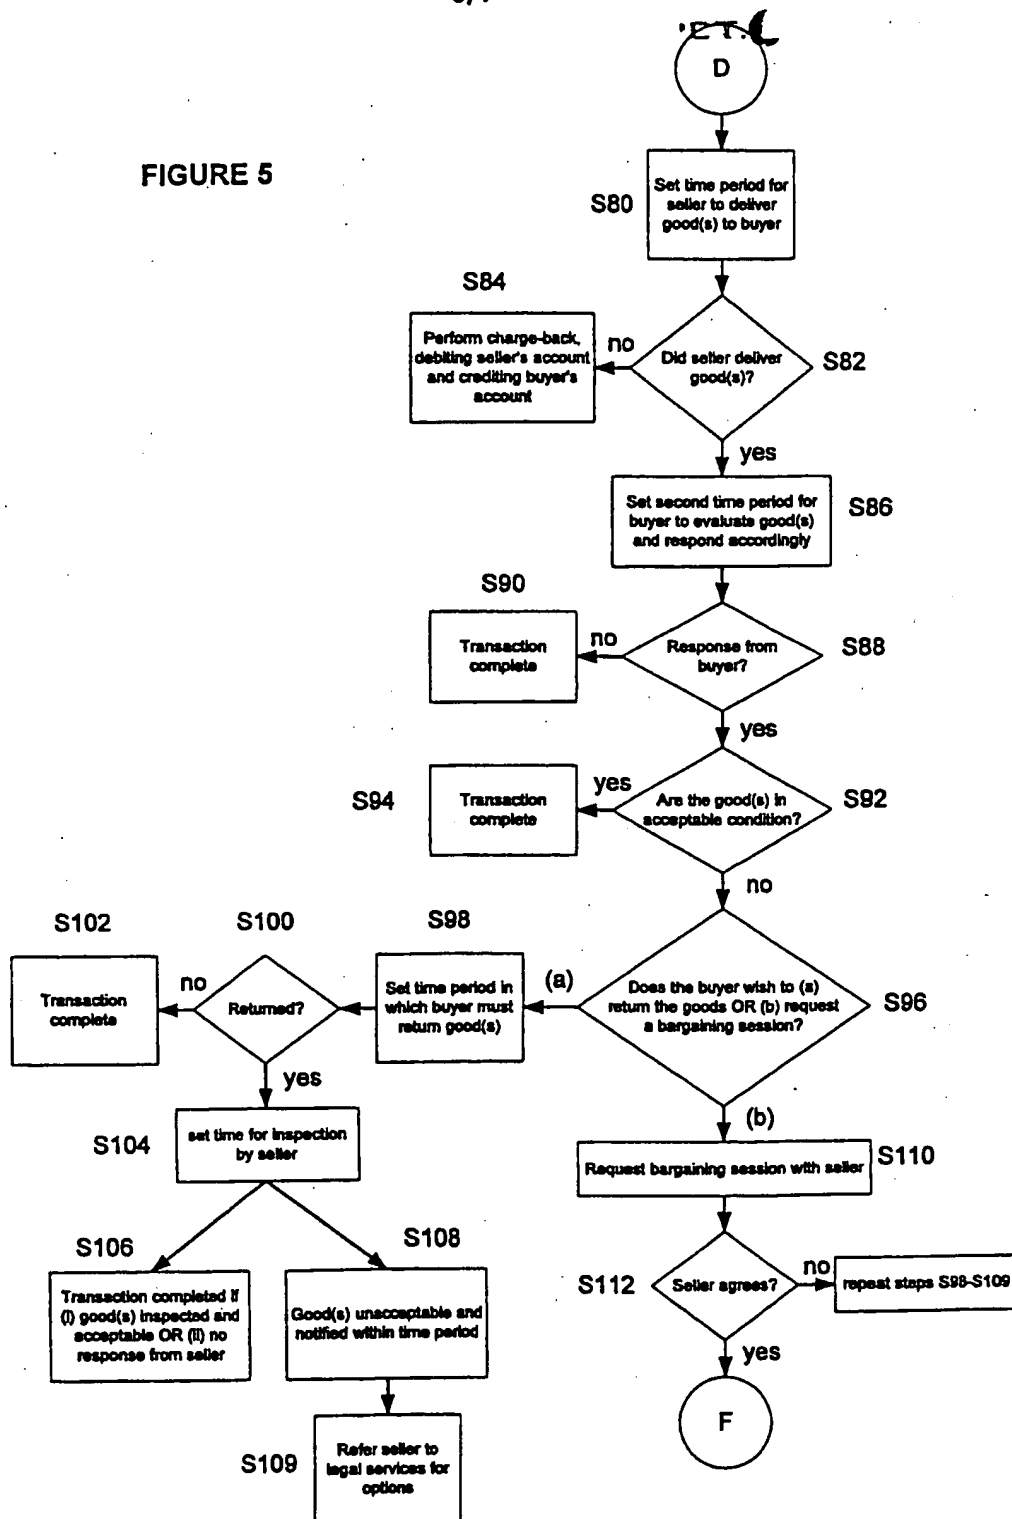 D
FIGURE 5
S80
Set time period for
seller to deliver
good(s) to buyer
S84
Perform charge-back,
debiting seller's account
and crediting buyer's
account
no
Did seller deliver
good(s)?
S82
yes
Set second time period for
buyer to evaluate good(s)
and respond accordingly
S86
S90
Transaction
complete
no
Response from
buyer?
S88
yes
S94
Transaction
complete
yes
Are the good(s) in
acceptable condition?
S92
no
S102
Transaction
complete
no
S100
Returned?
S98
Set time period in
which buyer must
return good(s)
(a)
Does the buyer wish to (a)
return the goods OR (b) request
a bargaining session?
S96
yes
(b)
S104
set time for inspection
by seller
Request bargaining session with seller
S110
S106
Transaction completed if
(i) good(s) inspected and
acceptable OR (ii) no
response from seller
S108
Good(s) unacceptable and
notified within time period
S112
Seller agrees?
no
repeat steps S98-S109
yes
F
S109
Refer seller to
legal services for
options